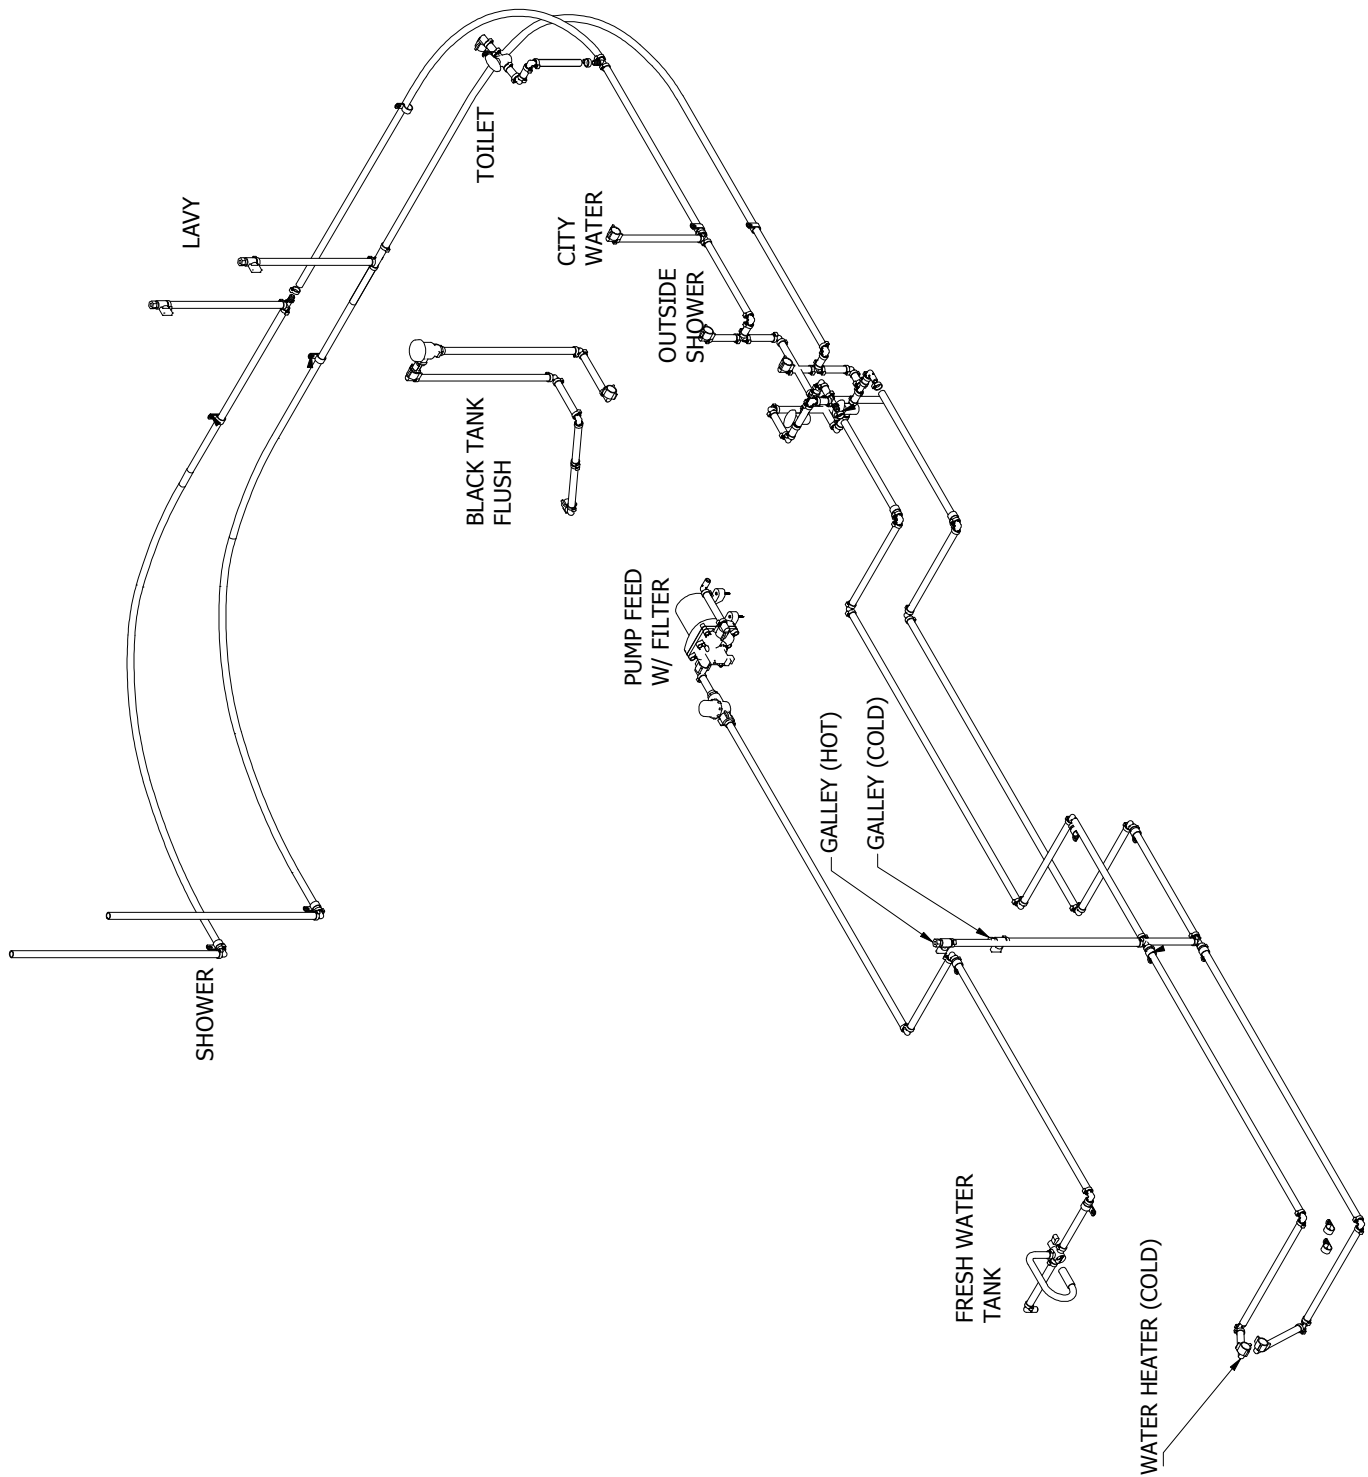 LAVY
TOILET
CITY
WATER
OUTSIDE
SHOWER
BLACK TANK
FLUSH
PUMP FEED
W/ FILTER
GALLEY (HOT)
GALLEY (COLD)
SHOWER
FRESH WATER
TANK
WATER HEATER (COLD)